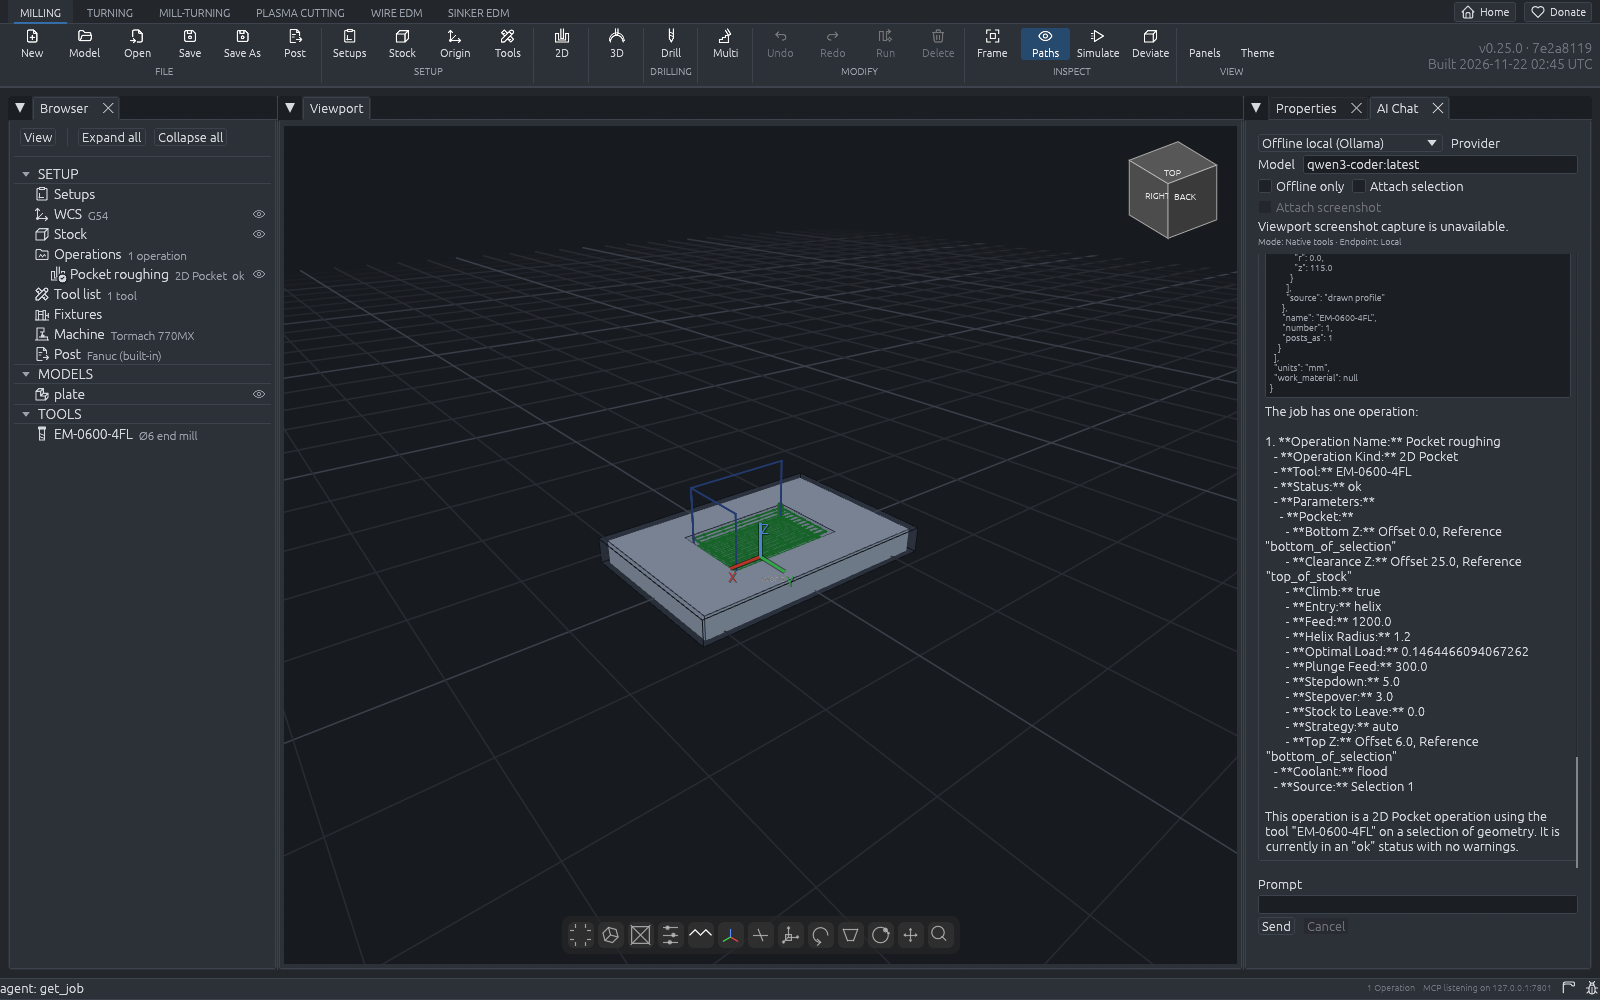 MILLING TURNING MILL-TURNING PLASMA CUTTING WIRE EDM SINKER EDM Home Donate
New Model Open Save Save As Post Setups Stock Origin Tools 2D 3D Drill Multi Undo Redo Run Delete Frame Paths Simulate Deviate Panels Theme
FILE SETUP DRILLING MODIFY INSPECT VIEW
v0.25.0 · 7e2a8119
Built 2026-11-22 02:45 UTC
Browser
View Expand all Collapse all
SETUP
Setups
WCS G54
Stock
Operations 1 operation
Pocket roughing 2D Pocket ok
Tool list 1 tool
Fixtures
Machine Tormach 770MX
Post Fanuc (built-in)
MODELS
plate
TOOLS
EM-0600-4FL Ø6 end mill
Viewport
TOP
RIGHT BACK
Z
X
Y
Properties AI Chat
Offline local (Ollama) Provider
Model qwen3-coder:latest
Offline only Attach selection
Attach screenshot
Viewport screenshot capture is unavailable.
Mode: Native tools · Endpoint: Local
"r": 0.0,
"z": 115.0
}
],
"source": "drawn profile"
},
"name": "EM-0600-4FL",
"number": 1,
"posts_as": 1
}
],
"units": "mm",
"work_material": null
}
The job has one operation:
1. **Operation Name:** Pocket roughing
- **Operation Kind:** 2D Pocket
- **Tool:** EM-0600-4FL
- **Status:** ok
- **Parameters:**
- **Pocket:**
- **Bottom Z:** Offset 0.0, Reference
"bottom_of_selection"
- **Clearance Z:** Offset 25.0, Reference
"top_of_stock"
- **Climb:** true
- **Entry:** helix
- **Feed:** 1200.0
- **Helix Radius:** 1.2
- **Optimal Load:** 0.1464466094067262
- **Plunge Feed:** 300.0
- **Stepdown:** 5.0
- **Stepover:** 3.0
- **Stock to Leave:** 0.0
- **Strategy:** auto
- **Top Z:** Offset 6.0, Reference
"bottom_of_selection"
- **Coolant:** flood
- **Source:** Selection 1
This operation is a 2D Pocket operation using the
tool "EM-0600-4FL" on a selection of geometry. It is
currently in an "ok" status with no warnings.
Prompt
Send Cancel
agent: get_job
1 Operation MCP listening on 127.0.0.1:7801